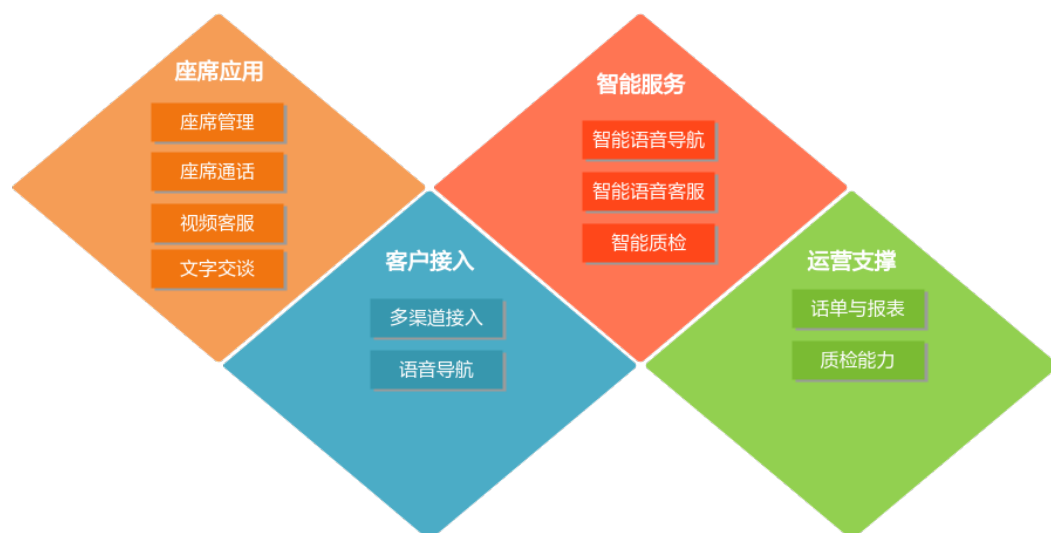 座席应用
座席管理
座席通话
视频客服
文字交谈
客户接入
多渠道接入
语音导航
智能服务
智能语音导航
智能语音客服
智能质检
运营支撑
话单与报表
质检能力